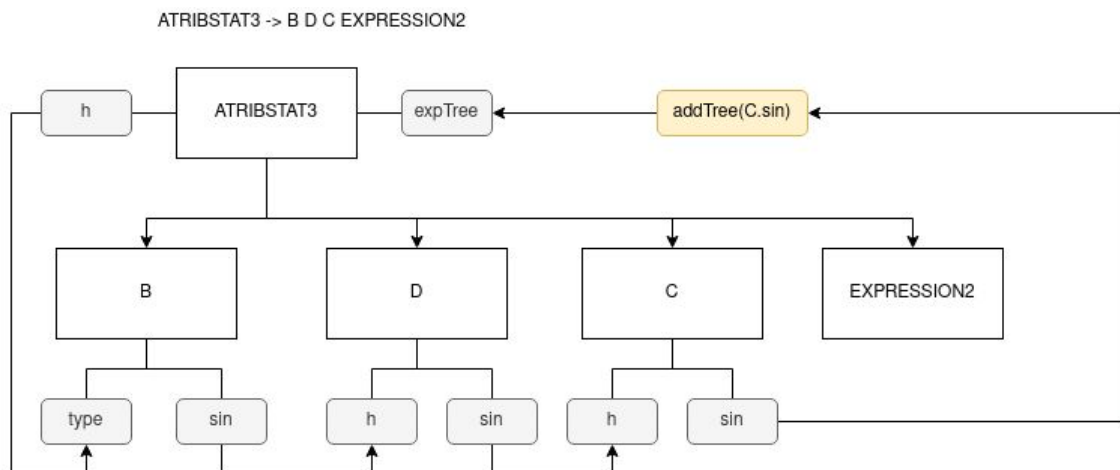 ATRIBSTAT3 -> B D C EXPRESSION2
h
ATRIBSTAT3
expTree
addTree(C.sin)
B
D
C
EXPRESSION2
type
sin
h
sin
h
sin